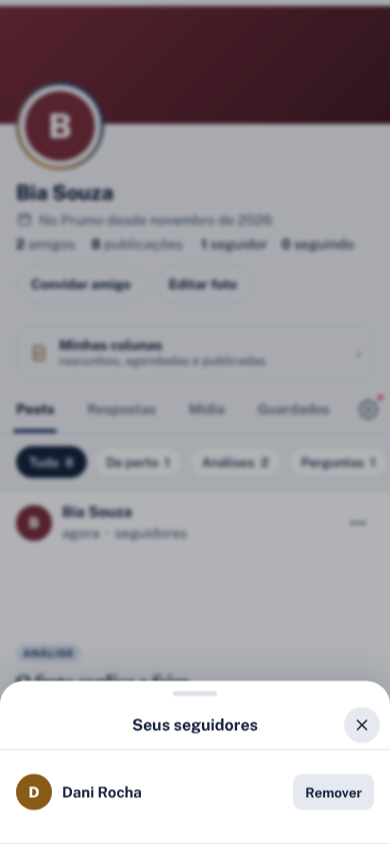 B
Bia Souza
No Prumo desde novembro de 2026
2 amigos 8 publicações 1 seguidor 0 seguindo
Convidar amigo Editar foto
Minhas colunas
rascunhos, agendadas e publicadas
Posts Respostas Mídia Guardados
Tudo 8 De perto 1 Análises 2 Perguntas 1
B Bia Souza
agora · seguidores
ANÁLISE
Seus seguidores
D Dani Rocha Remover